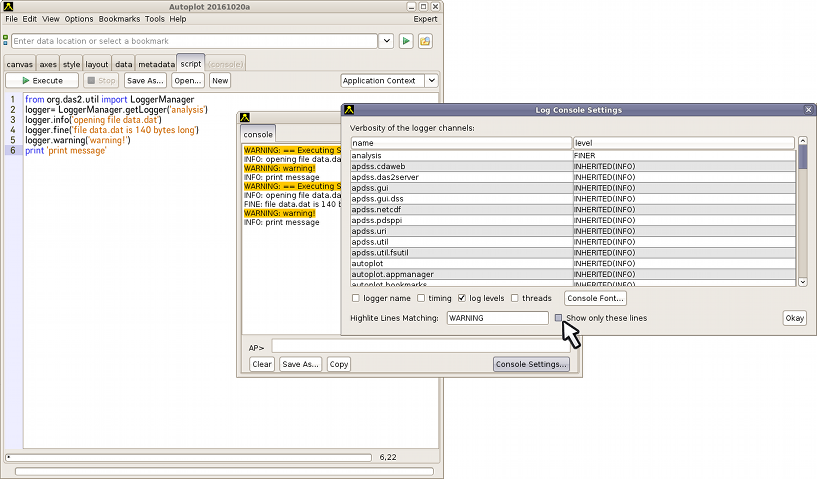 Autoplot 20161020a
File Edit View Options Bookmarks Tools Help Expert
Enter data location or select a bookmark
canvas axes style layout data metadata script (console)
Execute Stop Save As... Open... New Application Context
1 from org.das2.util import LoggerManager
2 logger= LoggerManager.getLogger('analysis')
3 logger.info('opening file data.dat')
4 logger.fine('file data.dat is 140 bytes long')
5 logger.warning('warning!')
6 print 'print message'
6,22
console
WARNING: == Executing S
INFO: opening file data.da
WARNING: warning!
INFO: print message
WARNING: == Executing S
INFO: opening file data.da
FINE: file data.dat is 140 b
WARNING: warning!
INFO: print message
AP>
Clear Save As... Copy Console Settings...
Log Console Settings
Verbosity of the logger channels:
name level
analysis FINER
apdss.cdaweb INHERITED(INFO)
apdss.das2server INHERITED(INFO)
apdss.gui INHERITED(INFO)
apdss.gui.dss INHERITED(INFO)
apdss.netcdf INHERITED(INFO)
apdss.pdsppi INHERITED(INFO)
apdss.uri INHERITED(INFO)
apdss.util INHERITED(INFO)
apdss.util.fsutil INHERITED(INFO)
autoplot INHERITED(INFO)
autoplot.appmanager INHERITED(INFO)
autoplot.bookmarks INHERITED(INFO)
logger name timing log levels threads Console Font...
Highlite Lines Matching: WARNING Show only these lines Okay